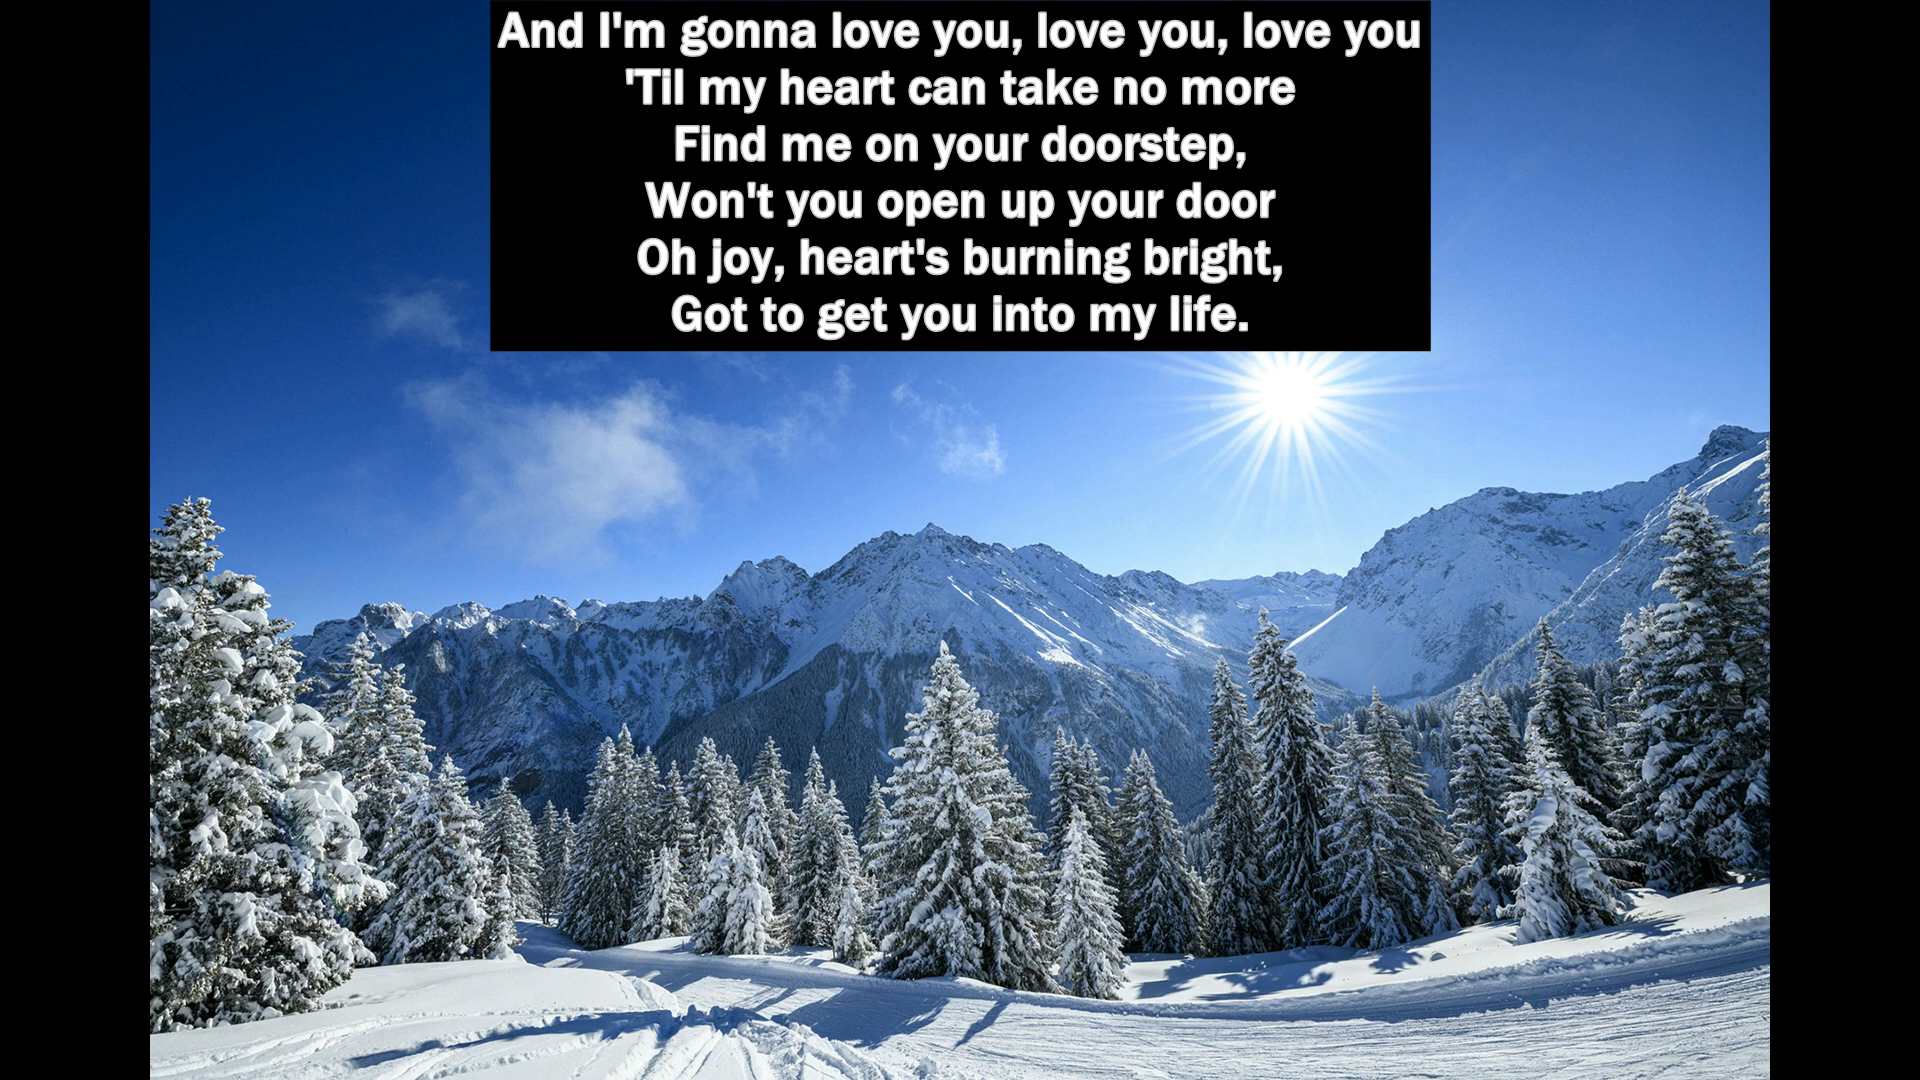 And I'm gonna love you, love you, love you
'Til my heart can take no more
Find me on your doorstep,
Won't you open up your door
Oh joy, heart's burning bright,
Got to get you into my life.